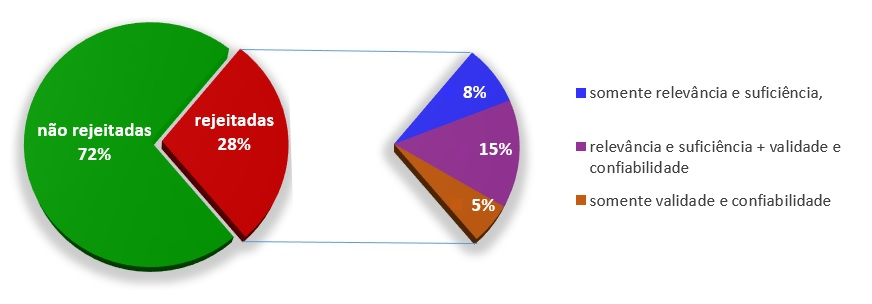 não rejeitadas
72%
rejeitadas
28%
8%
15%
5%
somente relevância e suficiência,
relevância e suficiência + validade e
confiabilidade
somente validade e confiabilidade